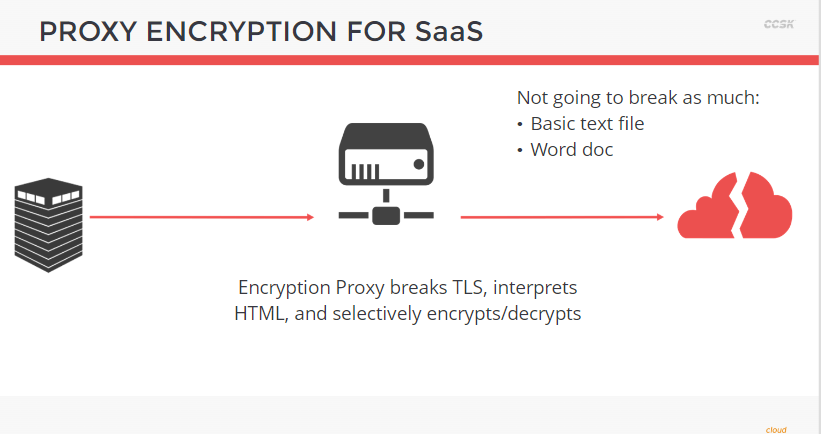 PROXY ENCRYPTION FOR SaaS
CCSK
Not going to break as much:
• Basic text file
• Word doc
Encryption Proxy breaks TLS, interprets
HTML, and selectively encrypts/decrypts
cloud